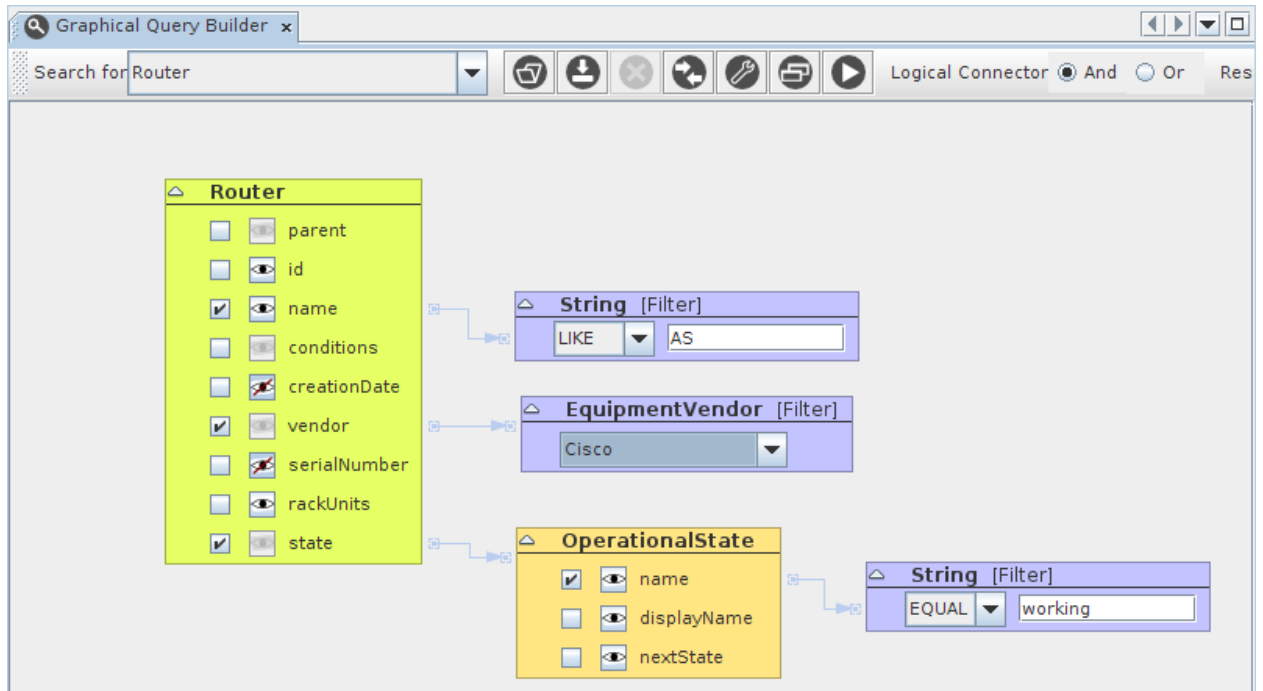 Graphical Query Builder x
Search for Router Logical Connector And Or Res
Router
parent
id
name
conditions
creationDate
vendor
serialNumber
rackUnits
state
String [Filter]
LIKE AS
EquipmentVendor [Filter]
Cisco
OperationalState
name
displayName
nextState
String [Filter]
EQUAL working